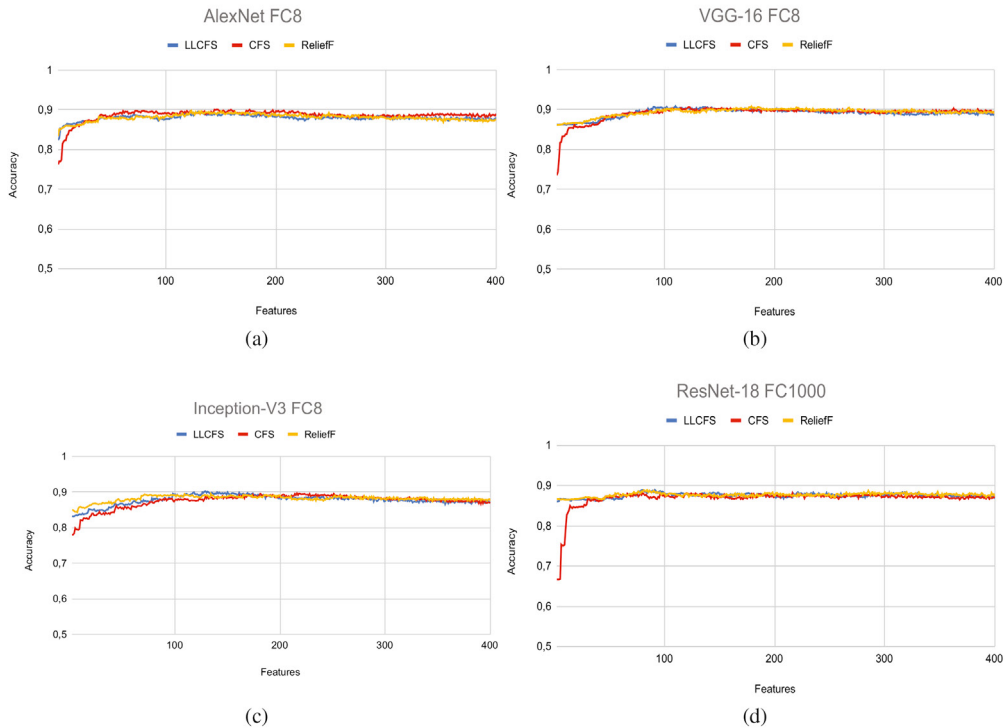 AlexNet FC8
LLCFS CFS ReliefF
1
0,9
0,8
0,7
0,6
0,5
Accuracy
100 200 300 400
Features
(a)
VGG-16 FC8
LLCFS CFS ReliefF
1
0,9
0,8
0,7
0,6
0,5
Accuracy
100 200 300 400
Features
(b)
Inception-V3 FC8
LLCFS CFS ReliefF
1
0,9
0,8
0,7
0,6
0,5
Accuracy
100 200 300 400
Features
(c)
ResNet-18 FC1000
LLCFS CFS ReliefF
1
0,9
0,8
0,7
0,6
0,5
Accuracy
100 200 300 400
Features
(d)